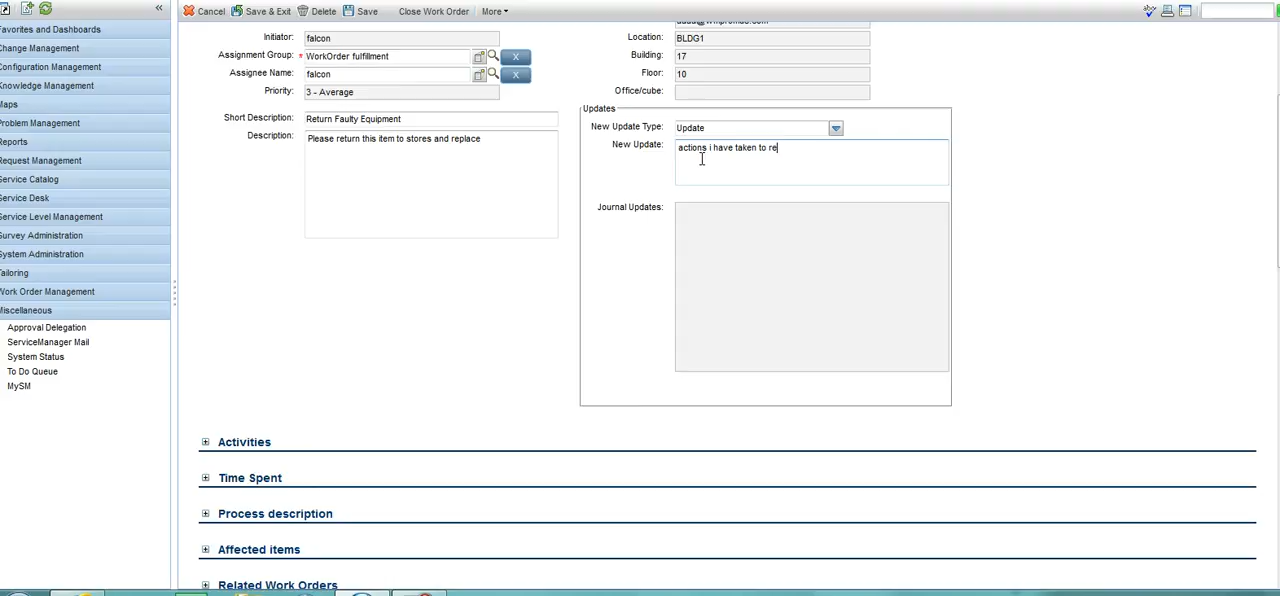 Cancel Save & Exit Delete Save Close Work Order More
Favorites and Dashboards
Change Management
Configuration Management
Knowledge Management
Maps
Problem Management
Reports
Request Management
Service Catalog
Service Desk
Service Level Management
Survey Administration
System Administration
Tailoring
Work Order Management
Miscellaneous
Approval Delegation
ServiceManager Mail
System Status
To Do Queue
MySM
Initiator: falcon
Assignment Group: * WorkOrder fulfillment X
Assignee Name: falcon X
Priority: 3 - Average
Short Description: Return Faulty Equipment
Description: Please return this item to stores and replace
Location: BLDG1
Building: 17
Floor: 10
Office/cube:
Updates
New Update Type: Update
New Update: actions i have taken to re
Journal Updates:
Activities
Time Spent
Process description
Affected items
Related Work Orders